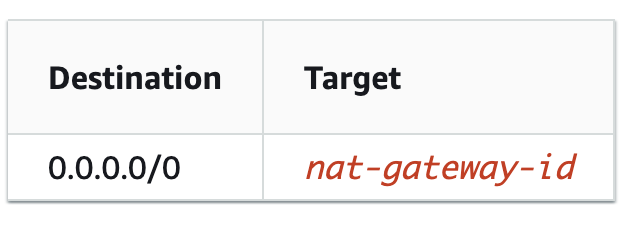 Destination Target
0.0.0.0/0 nat-gateway-id